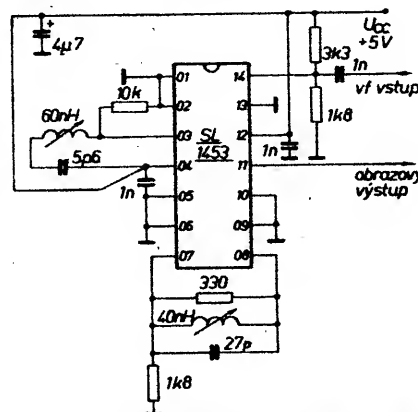 Ucc
+5V
4µ7
3k3
1n
vf vstup
01
14
10k
02
13
1k8
60nH
03
SL
1453
12
5p6
04
11
1n
obrazový
výstup
1n
05
10
06
09
07
08
330
40nH
27p
1k8